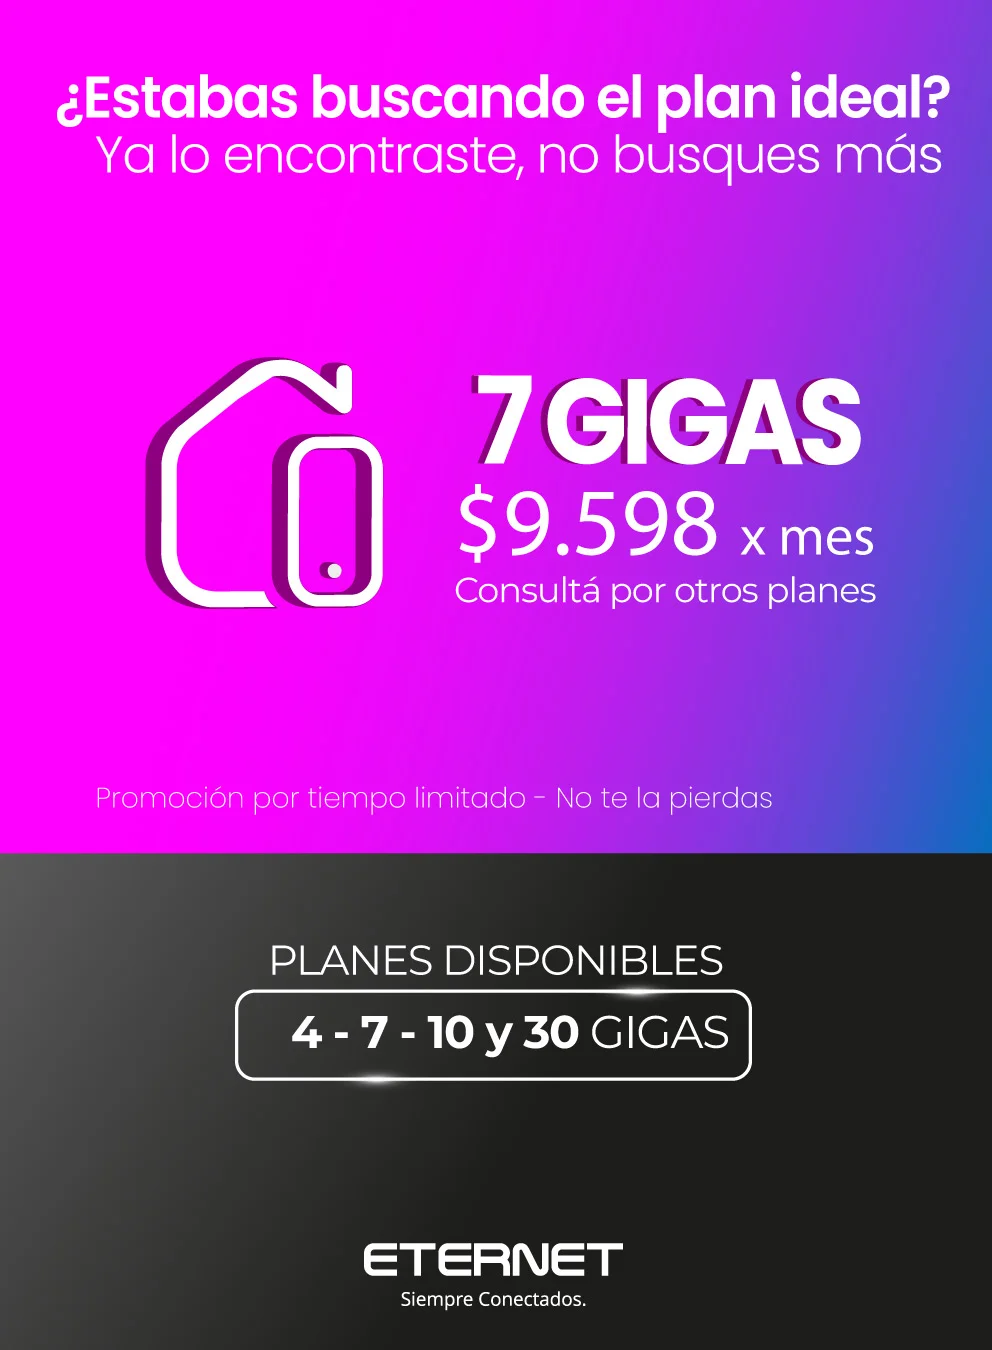 ¿Estabas buscando el plan ideal?
Ya lo encontraste, no busques más
7 GIGAS
$9.598 x mes
Consultá por otros planes
Promoción por tiempo limitado - No te la pierdas
PLANES DISPONIBLES
4 - 7 - 10 y 30 GIGAS
ETERNET
Siempre Conectados.